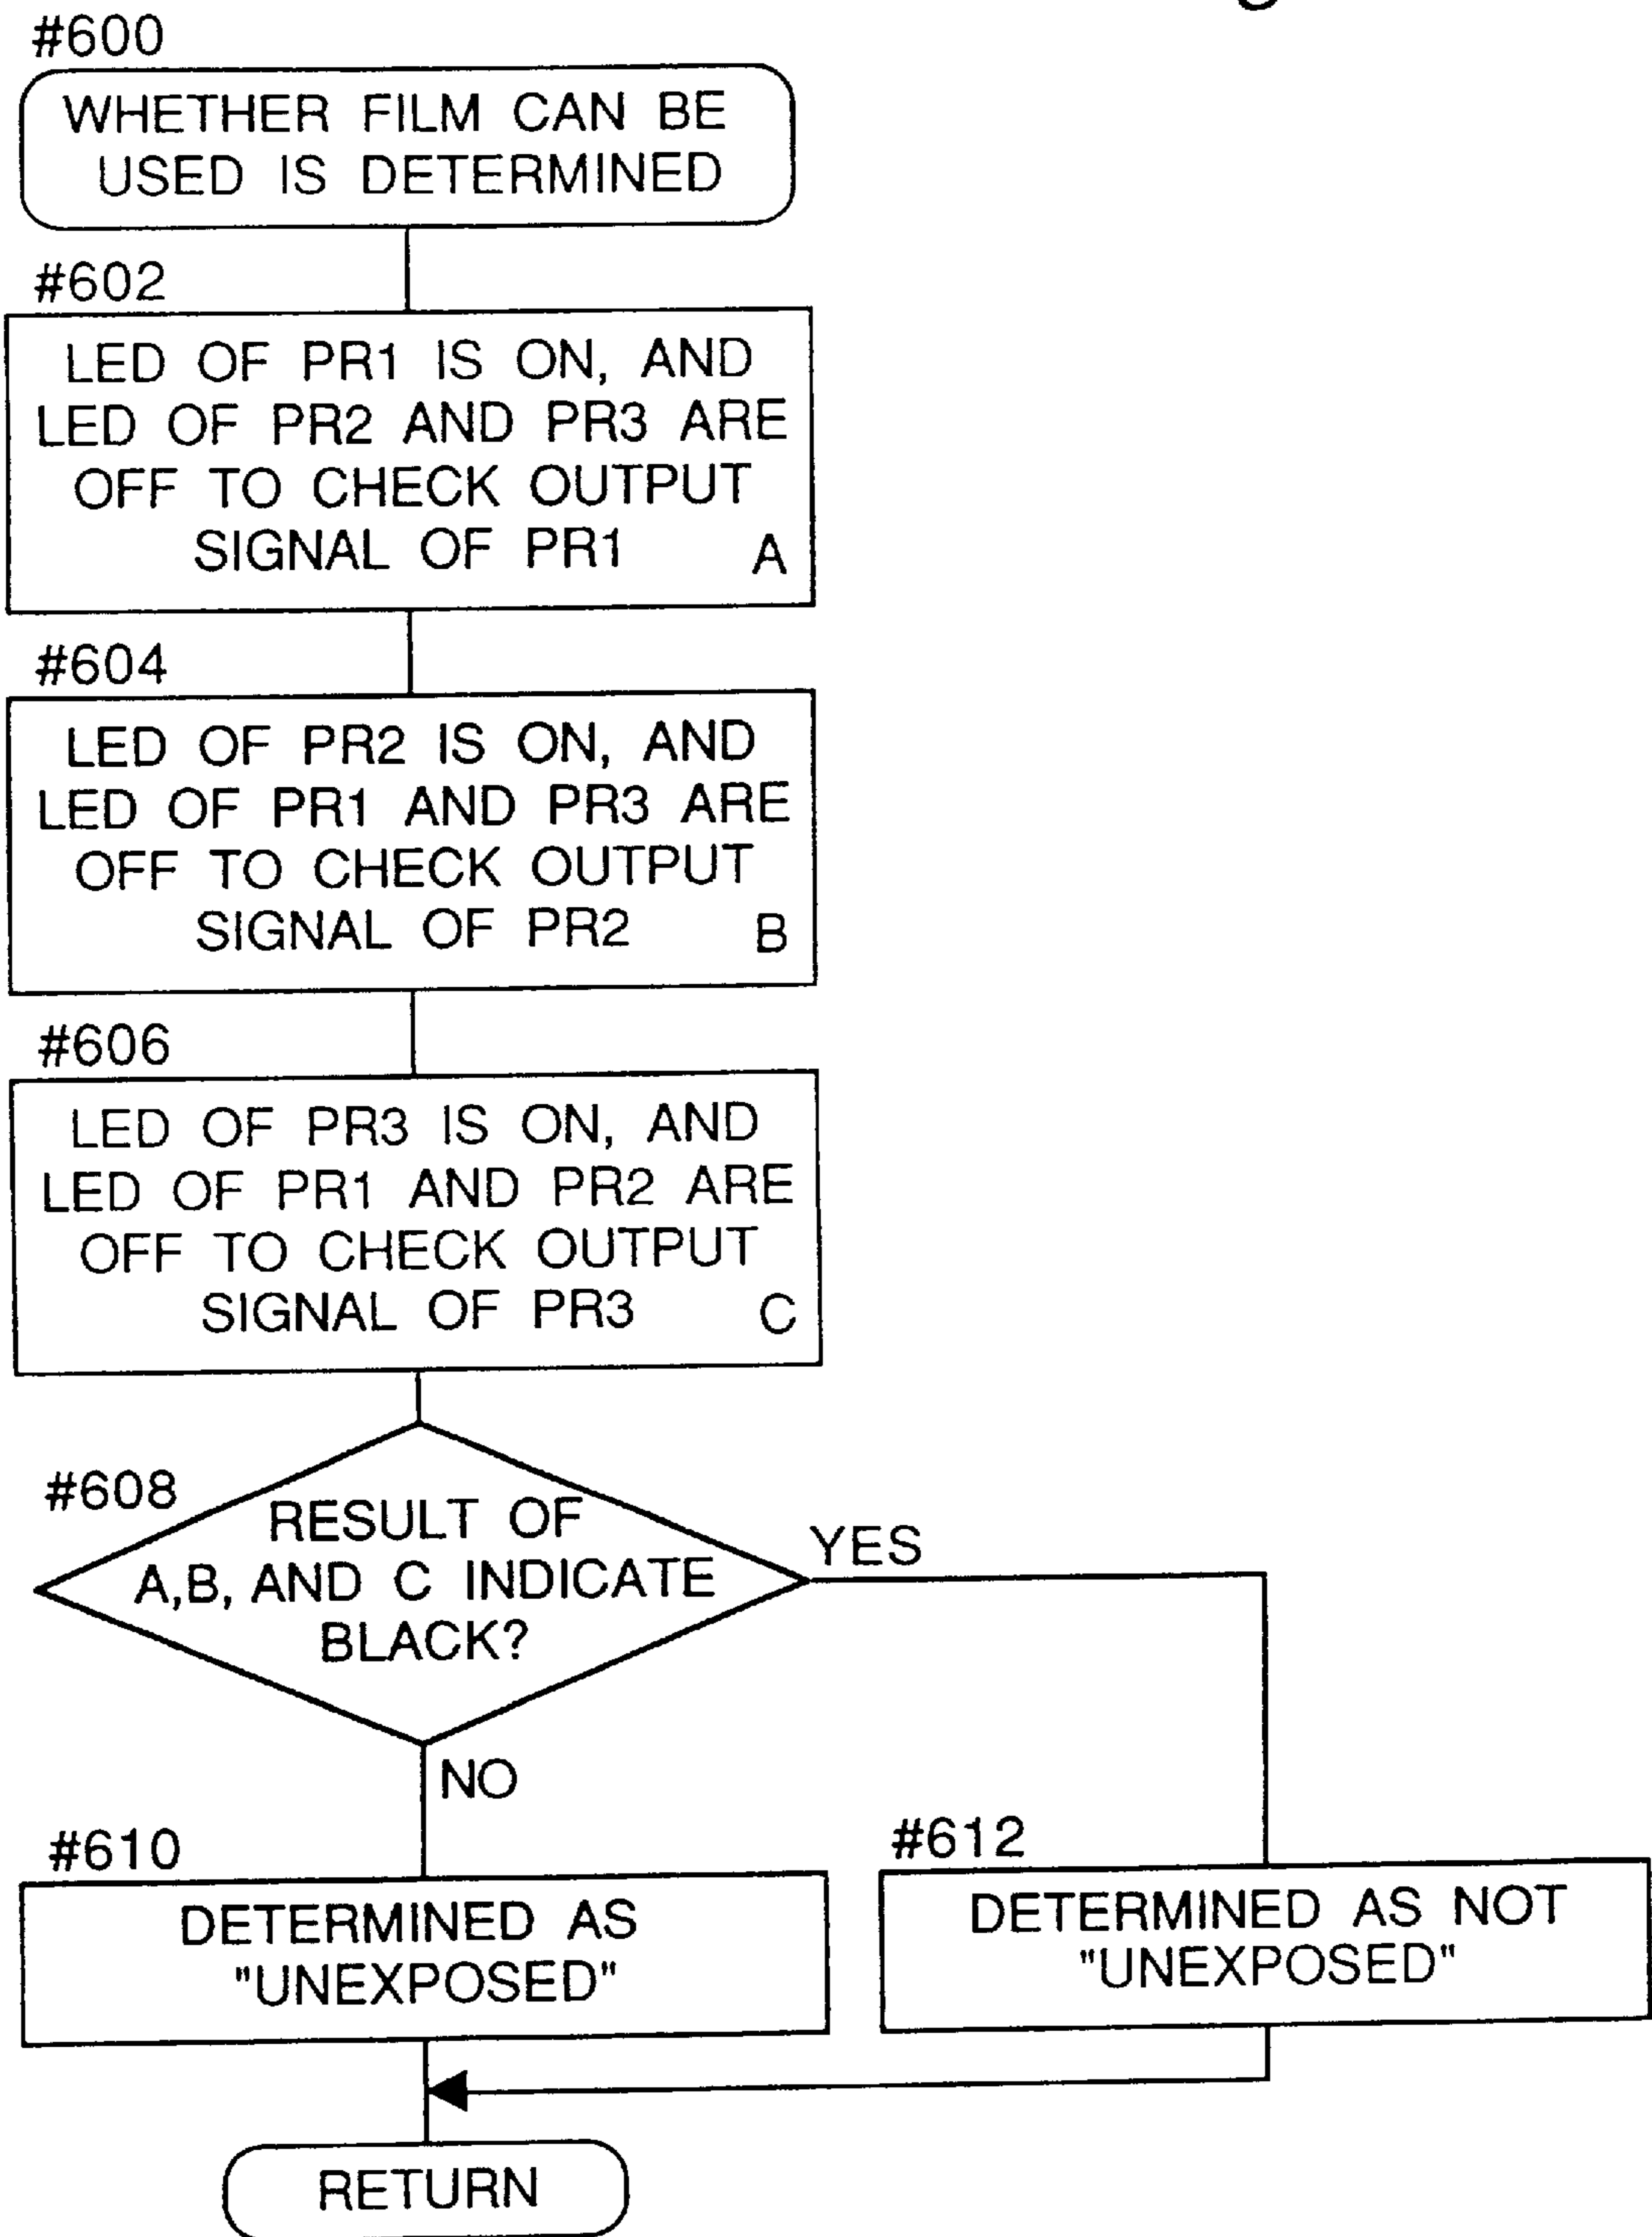 #600
WHETHER FILM CAN BE
USED IS DETERMINED
#602
LED OF PR1 IS ON, AND
LED OF PR2 AND PR3 ARE
OFF TO CHECK OUTPUT
SIGNAL OF PR1 A
#604
LED OF PR2 IS ON, AND
LED OF PR1 AND PR3 ARE
OFF TO CHECK OUTPUT
SIGNAL OF PR2 B
#606
LED OF PR3 IS ON, AND
LED OF PR1 AND PR2 ARE
OFF TO CHECK OUTPUT
SIGNAL OF PR3 C
#608
RESULT OF
A,B, AND C INDICATE
BLACK?
YES
NO
#610
DETERMINED AS
"UNEXPOSED"
#612
DETERMINED AS NOT
"UNEXPOSED"
RETURN